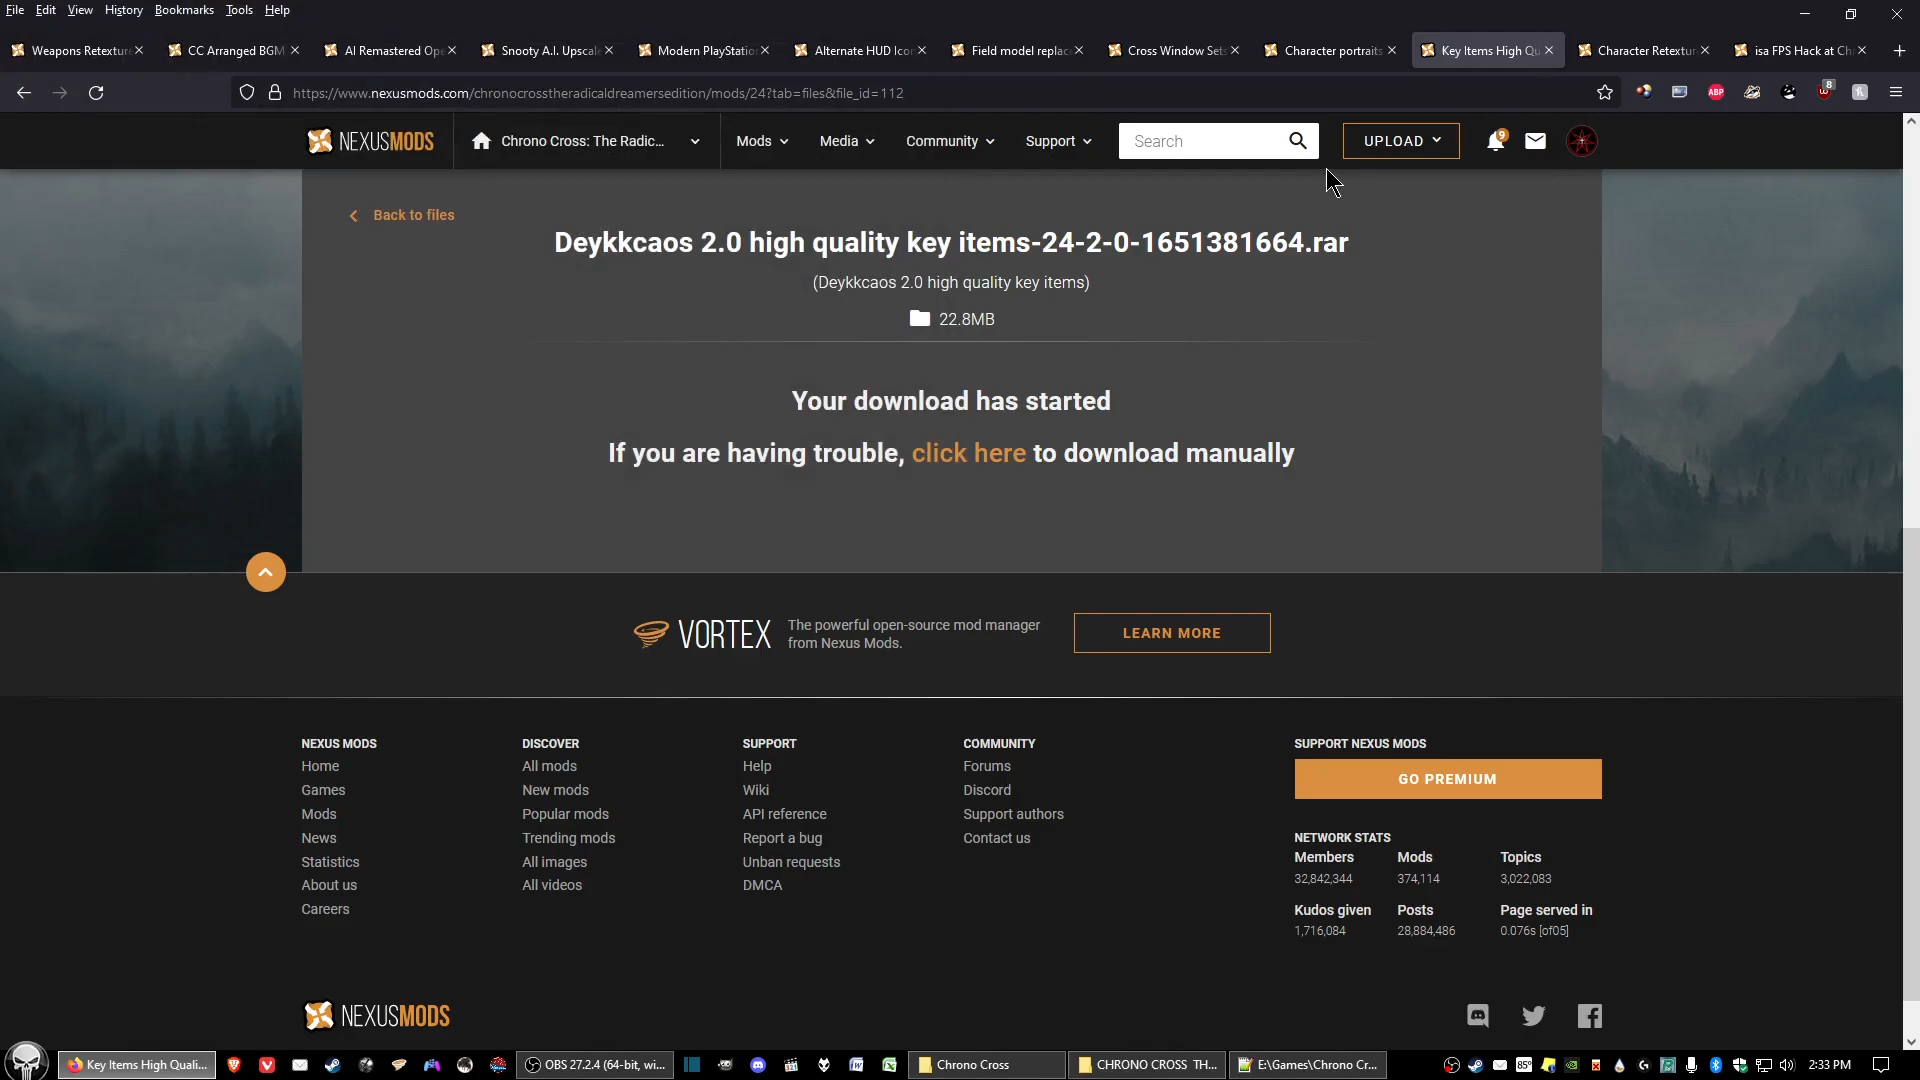 File Edit View History Bookmarks Tools Help
Weapons Retextur
CC Arranged BGM
AI Remastered Op
Snooty A.I. Upscal
Modern PlayStatio
Alternate HUD Ico
Field model replac
Cross Window Set
Character portraits
Key Items High Qu
Character Retextur
isa FPS Hack at Ch
https://www.nexusmods.com/chronocrosstheradicaldreamersedition/mods/24?tab=files&file_id=112
ABP
8
NEXUSMODS
Chrono Cross: The Radic...
Mods
Media
Community
Support
Search
UPLOAD
9
Back to files
Deykkcaos 2.0 high quality key items-24-2-0-1651381664.rar
(Deykkcaos 2.0 high quality key items)
22.8MB
Your download has started
If you are having trouble, click here to download manually
VORTEX
The powerful open-source mod manager
from Nexus Mods.
LEARN MORE
NEXUS MODS
Home
Games
Mods
News
Statistics
About us
Careers
DISCOVER
All mods
New mods
Popular mods
Trending mods
All images
All videos
SUPPORT
Help
Wiki
API reference
Report a bug
Unban requests
DMCA
COMMUNITY
Forums
Discord
Support authors
Contact us
SUPPORT NEXUS MODS
GO PREMIUM
NETWORK STATS
Members Mods Topics
32,842,344 374,114 3,022,083
Kudos given Posts Page served in
1,716,084 28,884,486 0.076s [of05]
NEXUSMODS
Key Items High Quali...
OBS 27.2.4 (64-bit, wi...
Chrono Cross
CHRONO CROSS TH...
E:\Games\Chrono Cr...
85°
2:33 PM